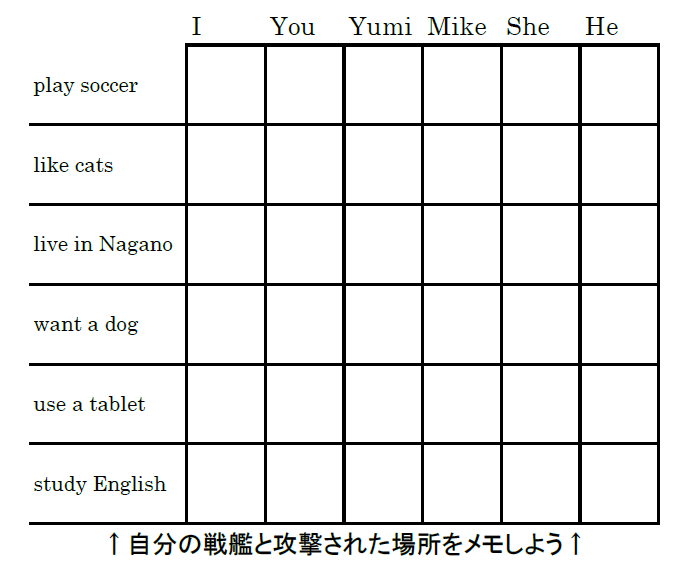 I You Yumi Mike She He
play soccer
like cats
live in Nagano
want a dog
use a tablet
study English
↑自分の戦艦と攻撃された場所をメモしよう↑